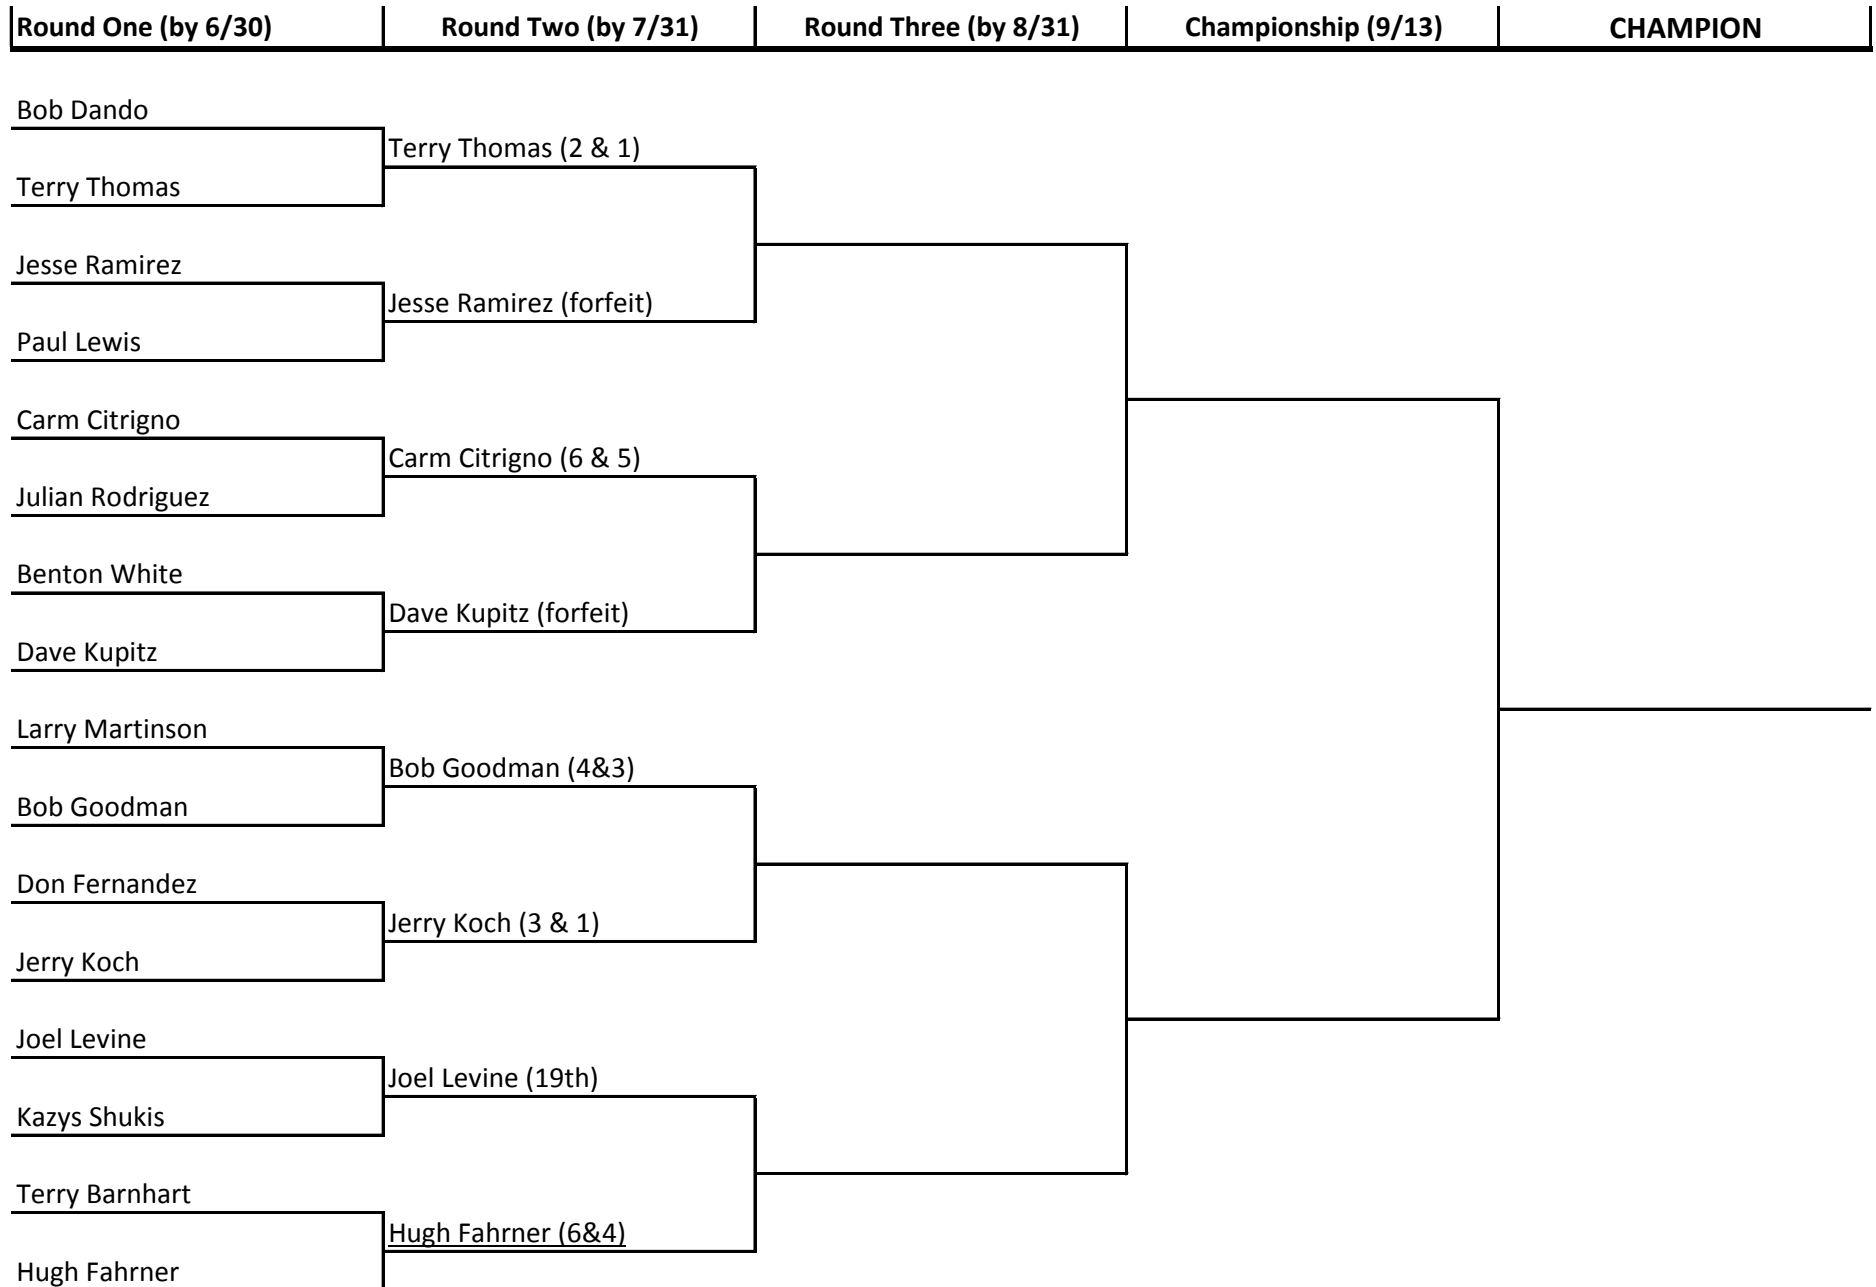 Round One (by 6/30) Round Two (by 7/31) Round Three (by 8/31) Championship (9/13) CHAMPION
Bob Dando
Terry Thomas (2 & 1)
Terry Thomas
Jesse Ramirez
Jesse Ramirez (forfeit)
Paul Lewis
Carm Citrigno
Carm Citrigno (6 & 5)
Julian Rodriguez
Benton White
Dave Kupitz (forfeit)
Dave Kupitz
Larry Martinson
Bob Goodman (4&3)
Bob Goodman
Don Fernandez
Jerry Koch (3 & 1)
Jerry Koch
Joel Levine
Joel Levine (19th)
Kazys Shukis
Terry Barnhart
Hugh Fahrner (6&4)
Hugh Fahrner